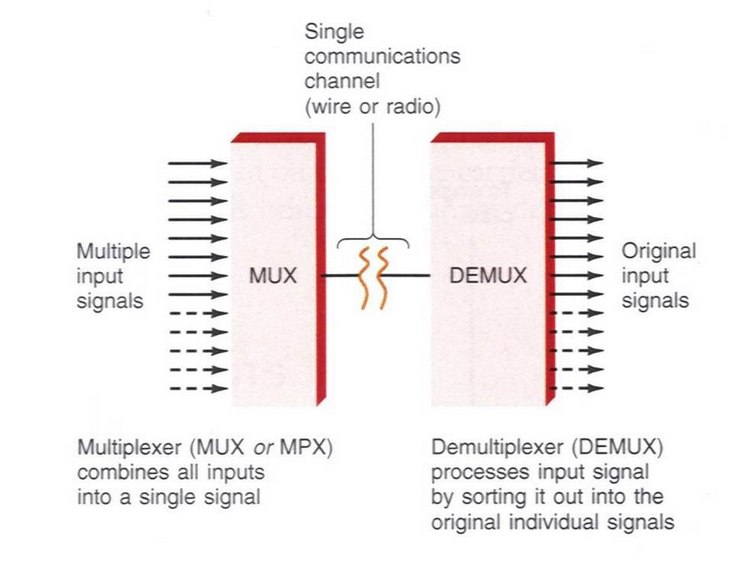 Single
communications
channel
(wire or radio)
Multiple
input
signals
MUX
DEMUX
Original
input
signals
Multiplexer (MUX or MPX)
combines all inputs
into a single signal
Demultiplexer (DEMUX)
processes input signal
by sorting it out into the
original individual signals